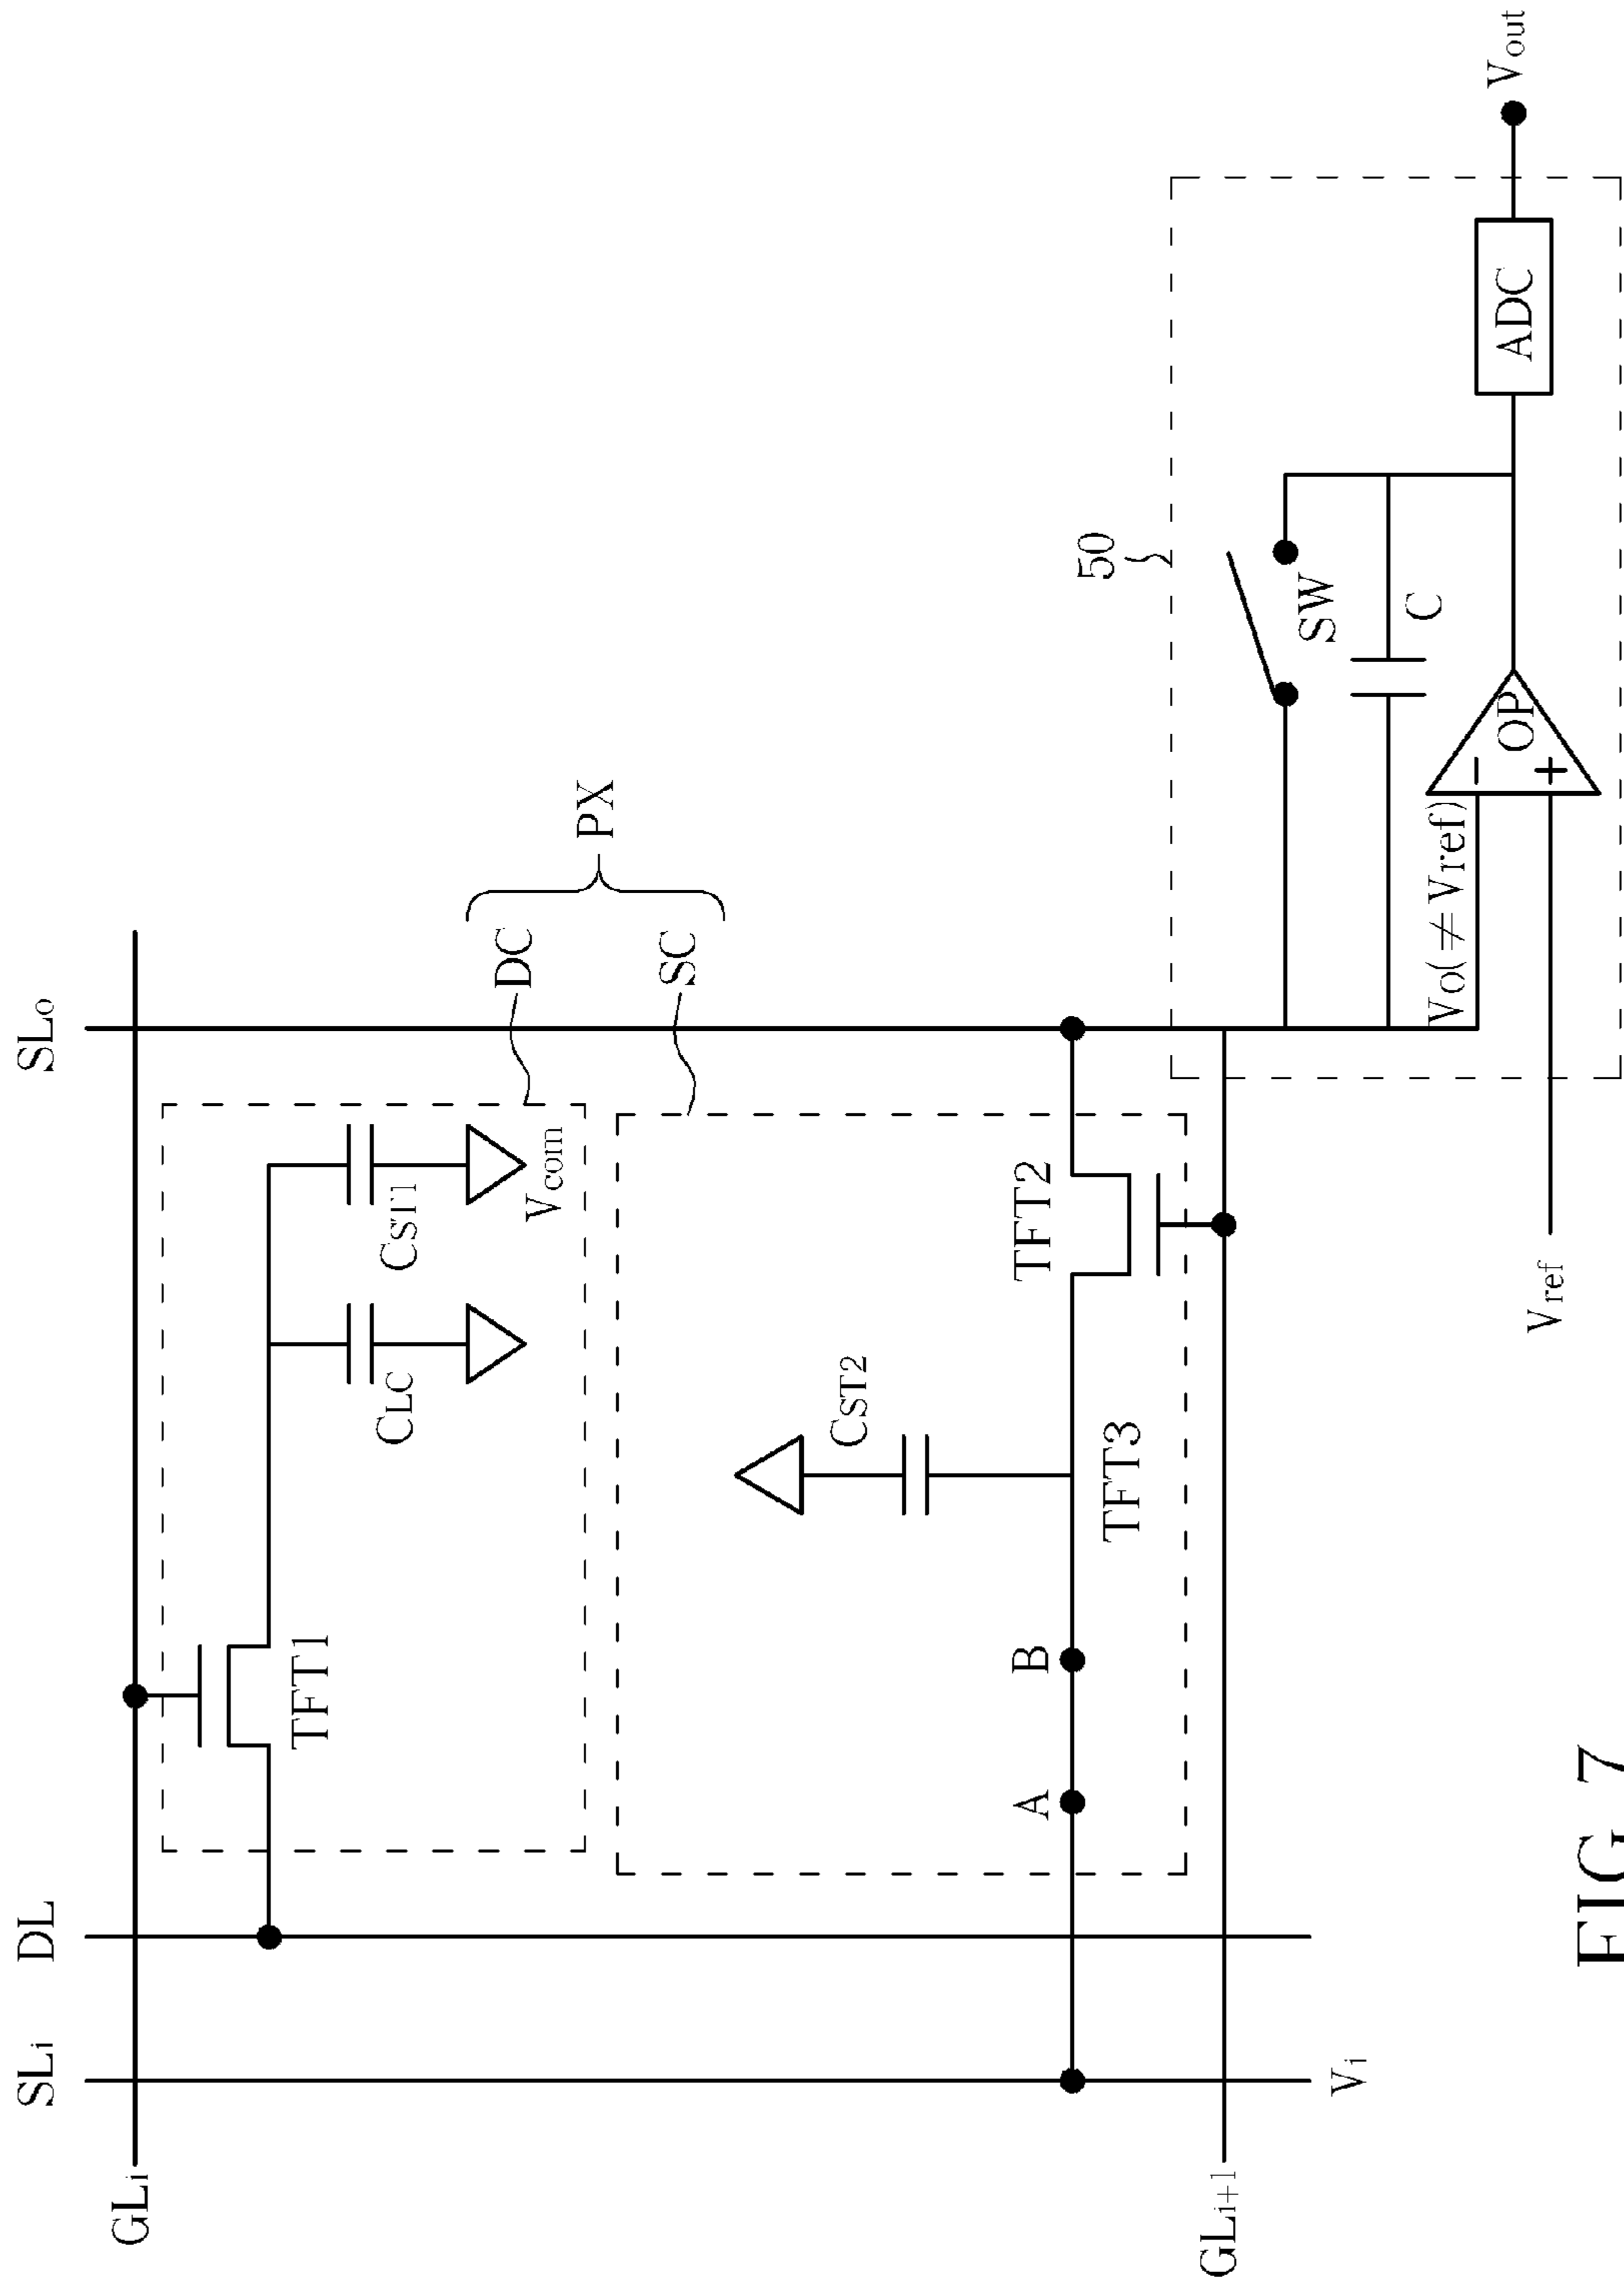 SLi
DL
SLo
GLi
TFT1
CLC
CST1
Vcom
DC
SC
PX
A
B
CST2
TFT3
TFT2
GLi+1
Vi
50
SW
C
Vo(≠Vref)
−
+
OP
ADC
Vout
Vref
FIG. 7